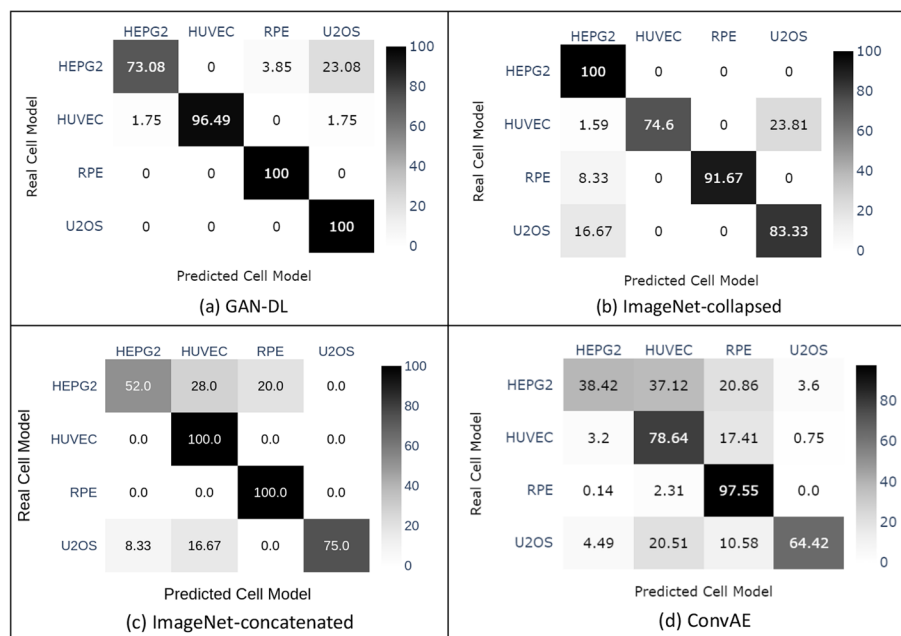 HEPG2 HUVEC RPE U2OS
HEPG2 73.08 0 3.85 23.08
HUVEC 1.75 96.49 0 1.75
RPE 0 0 100 0
U2OS 0 0 0 100
100
80
60
40
20
0
Real Cell Model
Predicted Cell Model
(a) GAN-DL
HEPG2 HUVEC RPE U2OS
HEPG2 100 0 0 0
HUVEC 1.59 74.6 0 23.81
RPE 8.33 0 91.67 0
U2OS 16.67 0 0 83.33
100
80
60
40
20
0
Real Cell Model
Predicted Cell Model
(b) ImageNet-collapsed
HEPG2 HUVEC RPE U2OS
HEPG2 52.0 28.0 20.0 0.0
HUVEC 0.0 100.0 0.0 0.0
RPE 0.0 0.0 100.0 0.0
U2OS 8.33 16.67 0.0 75.0
100
80
60
40
20
0
Real Cell Model
Predicted Cell Model
(c) ImageNet-concatenated
HEPG2 HUVEC RPE U2OS
HEPG2 38.42 37.12 20.86 3.6
HUVEC 3.2 78.64 17.41 0.75
RPE 0.14 2.31 97.55 0.0
U2OS 4.49 20.51 10.58 64.42
80
60
40
20
0
Real Cell Model
Predicted Cell Model
(d) ConvAE